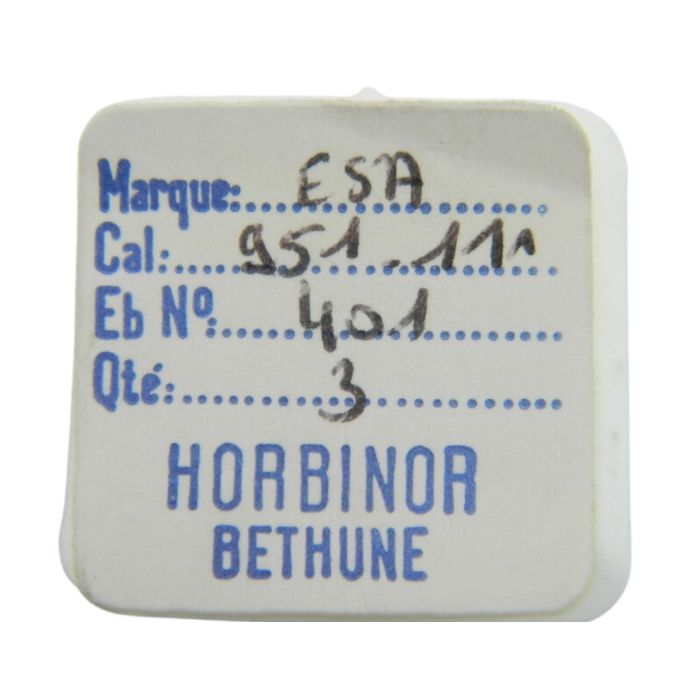 Marque: ESA
Cal: 951.111
Eb Nº: 401
Qté: 3
HORBINOR
BETHUNE